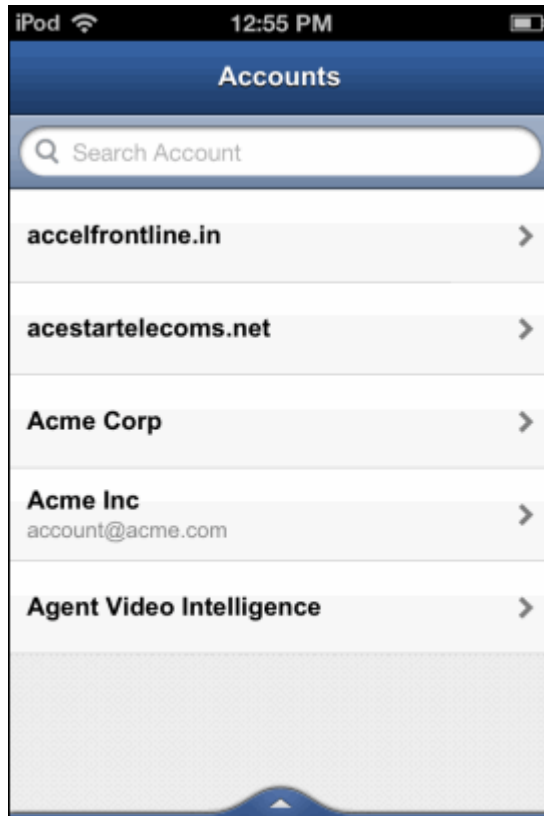 iPod 12:55 PM
Accounts
Search Account
accelfrontline.in
acestartelecoms.net
Acme Corp
Acme Inc
account@acme.com
Agent Video Intelligence